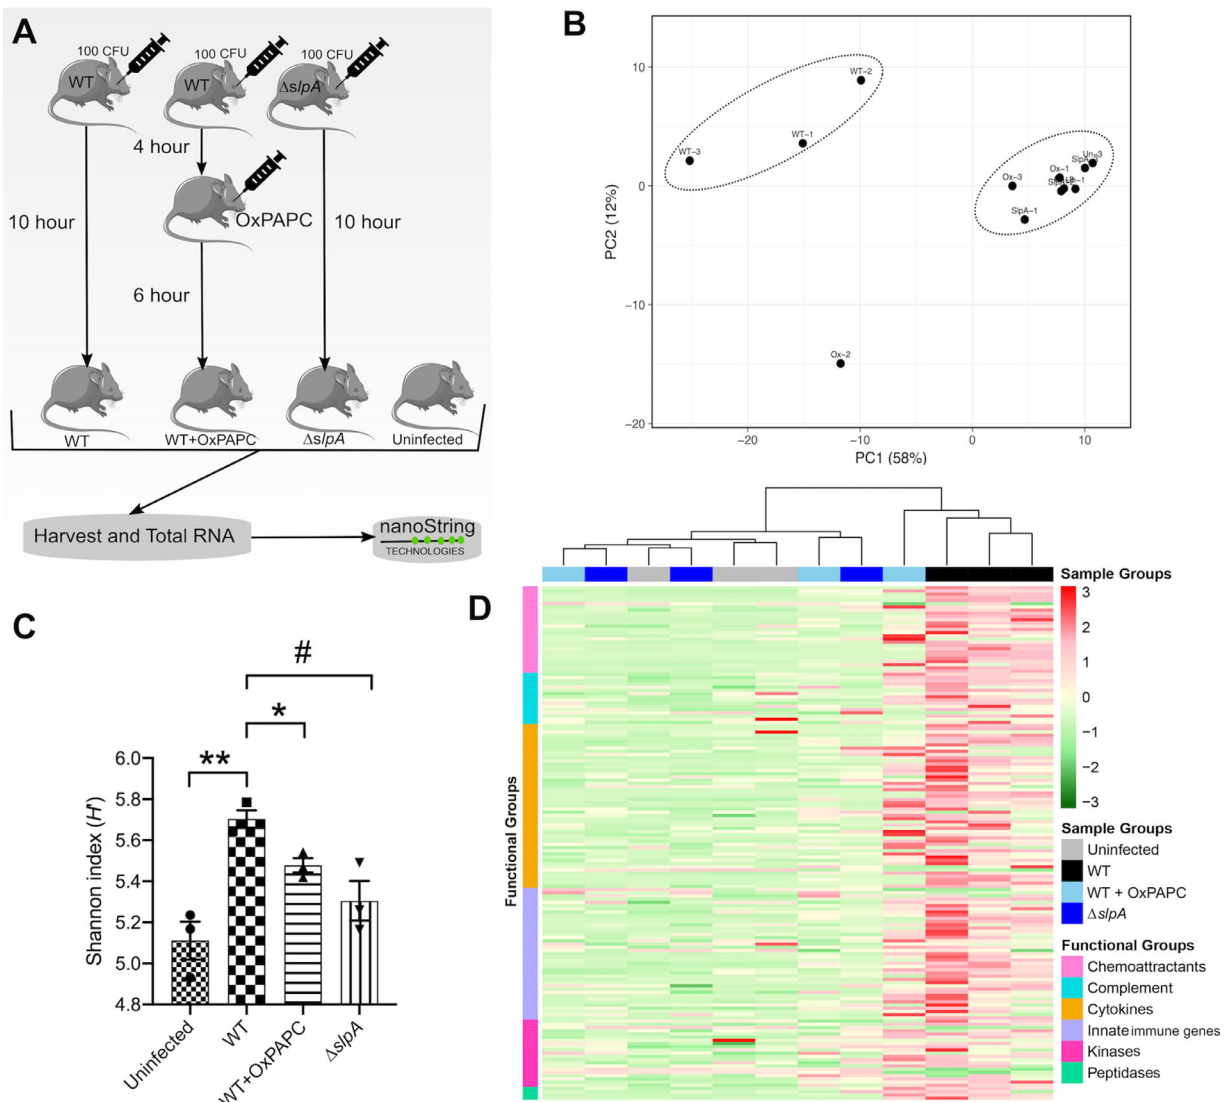 A
100 CFU
100 CFU
100 CFU
WT
WT
ΔslpA
4 hour
OxPAPC
10 hour
10 hour
6 hour
WT
WT+OxPAPC
ΔslpA
Uninfected
Harvest and Total RNA
nanoString
TECHNOLOGIES
B
PC2 (12%)
10
0
−10
−20
WT−2
WT−1
WT−3
Un−3
Ox−1
Ox−3
SlpA−1
Ox−2
−20
−10
0
10
PC1 (58%)
C
#
*
**
Shannon index (H')
6.0
5.8
5.6
5.4
5.2
5.0
4.8
Uninfected
WT
WT+OxPAPC
ΔslpA
D
Functional Groups
Sample Groups
3
2
1
0
−1
−2
−3
Sample Groups
Uninfected
WT
WT + OxPAPC
ΔslpA
Functional Groups
Chemoattractants
Complement
Cytokines
Innate immune genes
Kinases
Peptidases